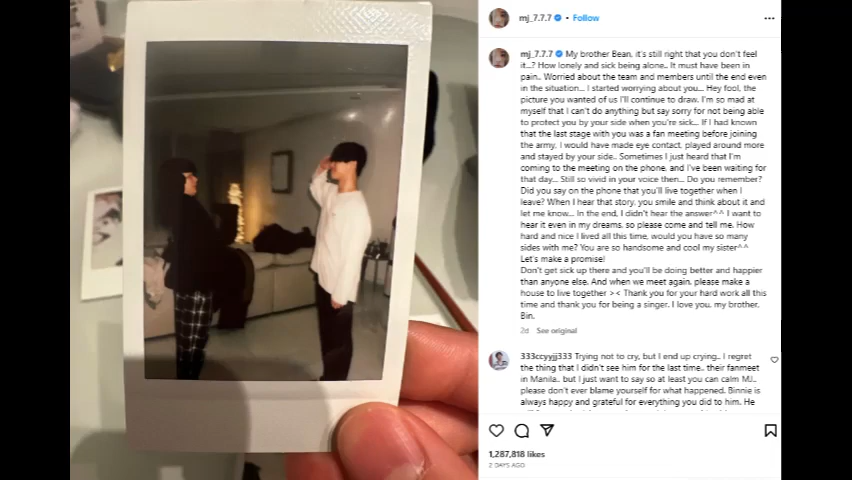 mj_7.7.7 • Follow
mj_7.7.7 My brother Bean, it's still right that you don't feel
it...? How lonely and sick being alone.. It must have been in
pain.. Worried about the team and members until the end even
in the situation... I started worrying about you... Hey fool, the
picture you wanted of us I'll continue to draw. I'm so mad at
myself that I can't do anything but say sorry for not being able
to protect you by your side when you're sick... If I had known
that the last stage with you was a fan meeting before joining
the army, I would have made eye contact, played around more
and stayed by your side.. Sometimes I just heard that I'm
coming to the meeting on the phone, and I've been waiting for
that day... Still so vivid in your voice then... Do you remember?
Did you say on the phone that you'll live together when I
leave? When I hear that story, you smile and think about it and
let me know... In the end, I didn't hear the answer^^ I want to
hear it even in my dreams, so please come and tell me. How
hard and nice I lived all this time, would you have so many
sides with me? You are so handsome and cool my sister^^
Let's make a promise!
Don't get sick up there and you'll be doing better and happier
than anyone else. And when we meet again, please make a
house to live together > < Thank you for your hard work all this
time and thank you for being a singer. I love you, my brother,
Bin.
2d See original
333ccyyjj333 Trying not to cry, but I end up crying.. I regret
the thing that I didn't see him for the last time.. their fanmeet
in Manila.. but I just want to say so at least you can calm MJ..
please don't ever blame yourself for what happened. Binnie is
always happy and grateful for everything you did to him. He
1,287,818 likes
2 DAYS AGO